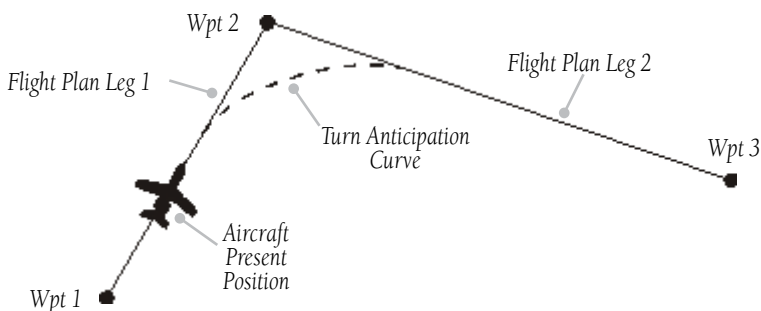 Wpt 2
Flight Plan Leg 1
Flight Plan Leg 2
Turn Anticipation
Curve
Wpt 3
Aircraft
Present
Position
Wpt 1